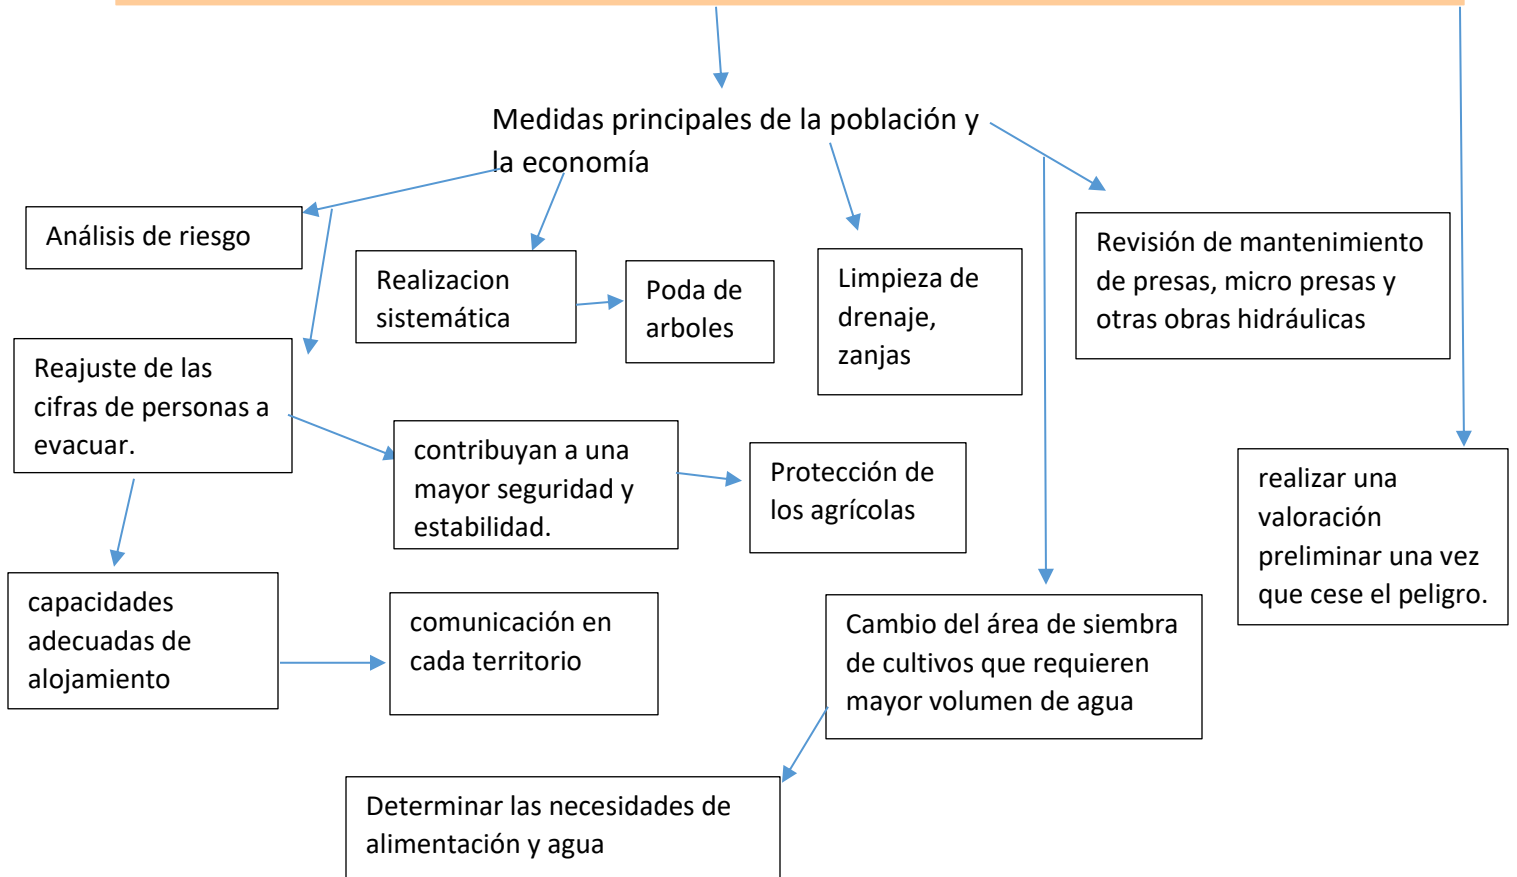 Medidas principales de la población y
la economía
Análisis de riesgo
Realizacion
sistemática
Poda de
arboles
Limpieza de
drenaje,
zanjas
Revisión de mantenimiento
de presas, micro presas y
otras obras hidráulicas
Reajuste de las
cifras de personas a
evacuar.
contribuyan a una
mayor seguridad y
estabilidad.
Protección de
los agrícolas
realizar una
valoración
preliminar una vez
que cese el peligro.
capacidades
adecuadas de
alojamiento
comunicación en
cada territorio
Cambio del área de siembra
de cultivos que requieren
mayor volumen de agua
Determinar las necesidades de
alimentación y agua